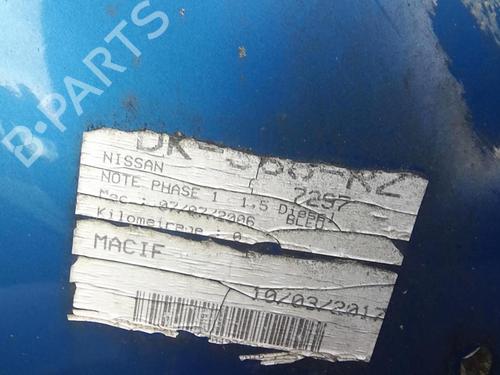 B-PARTS
NISSAN
NOTE PHASE 1 1.5
7297
Mec : 07/07/2006 BLEU
Kilometrage : 0
MACIF
10/03/2017